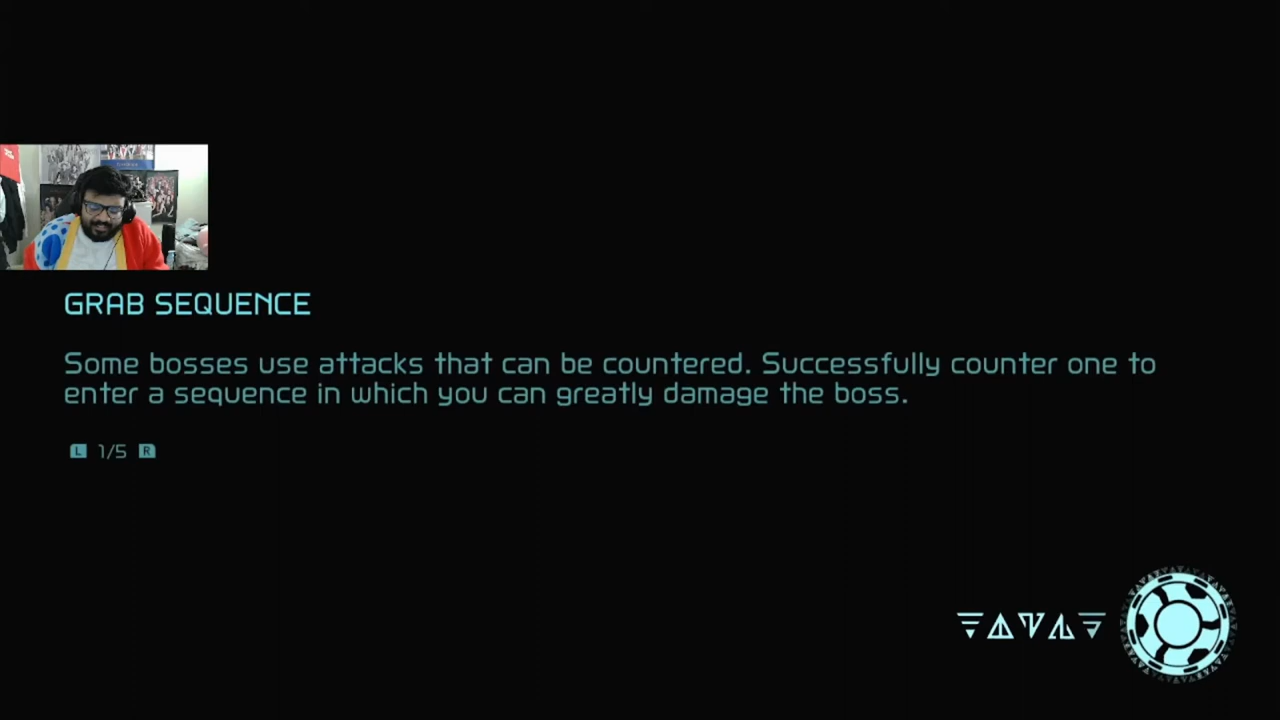 GRAB SEQUENCE
Some bosses use attacks that can be countered. Successfully counter one to
enter a sequence in which you can greatly damage the boss.
L 1/5 R